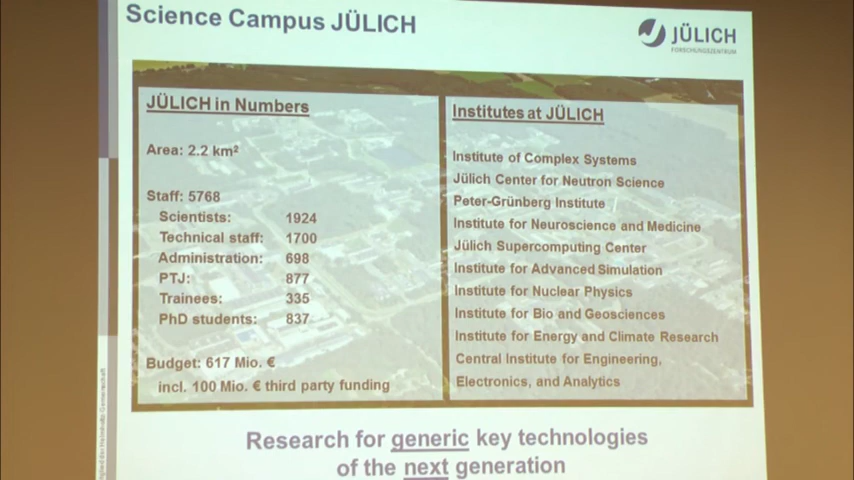 Science Campus JÜLICH
JÜLICH
FORSCHUNGSZENTRUM
JÜLICH in Numbers
Area: 2.2 km²
Staff: 5768
Scientists: 1924
Technical staff: 1700
Administration: 698
PTJ: 877
Trainees: 335
PhD students: 837
Budget: 617 Mio. €
incl. 100 Mio. € third party funding
Institutes at JÜLICH
Institute of Complex Systems
Jülich Center for Neutron Science
Peter-Grünberg Institute
Institute for Neuroscience and Medicine
Jülich Supercomputing Center
Institute for Advanced Simulation
Institute for Nuclear Physics
Institute for Bio and Geosciences
Institute for Energy and Climate Research
Central Institute for Engineering,
Electronics, and Analytics
Research for generic key technologies
of the next generation
der Helmholtz-Gemeinschaft